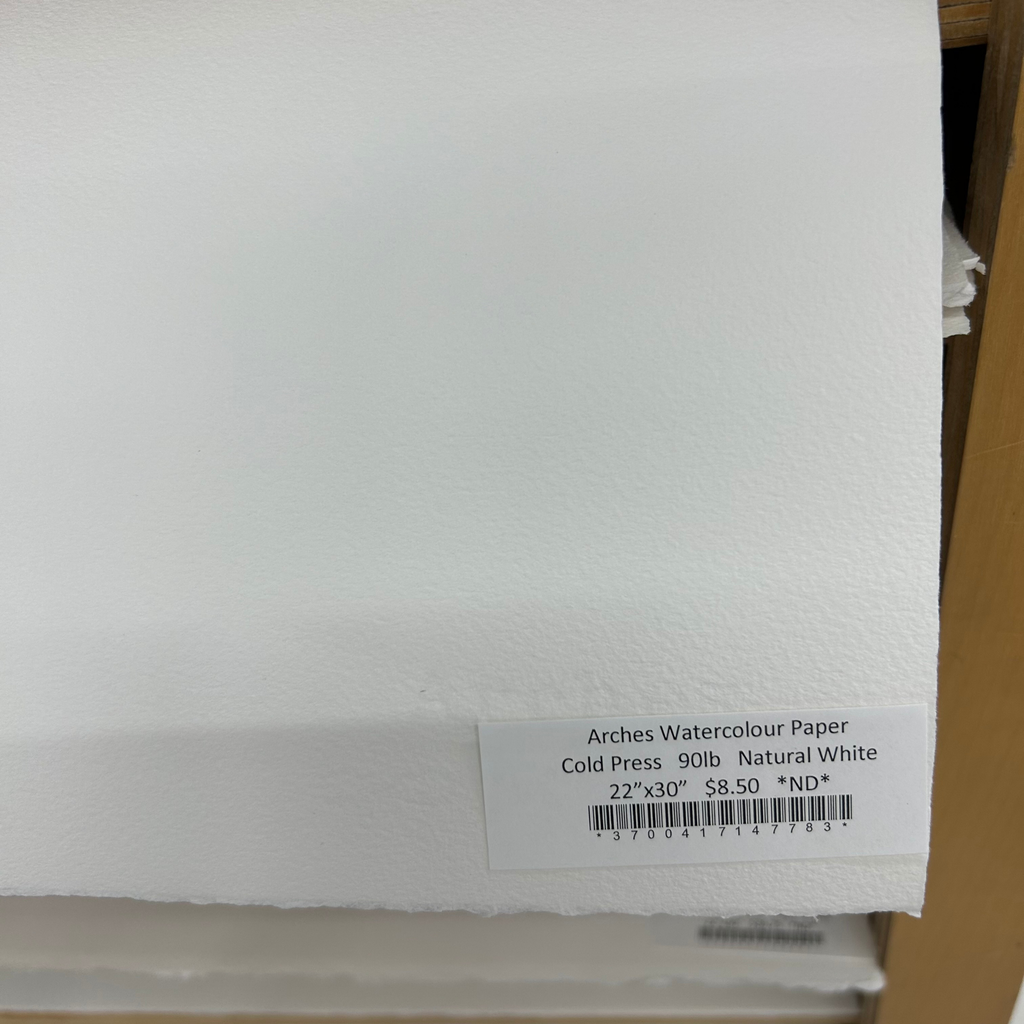 Arches Watercolour Paper
Cold Press 90lb Natural White
22”x30” $8.50 *ND*
*3700417147783*